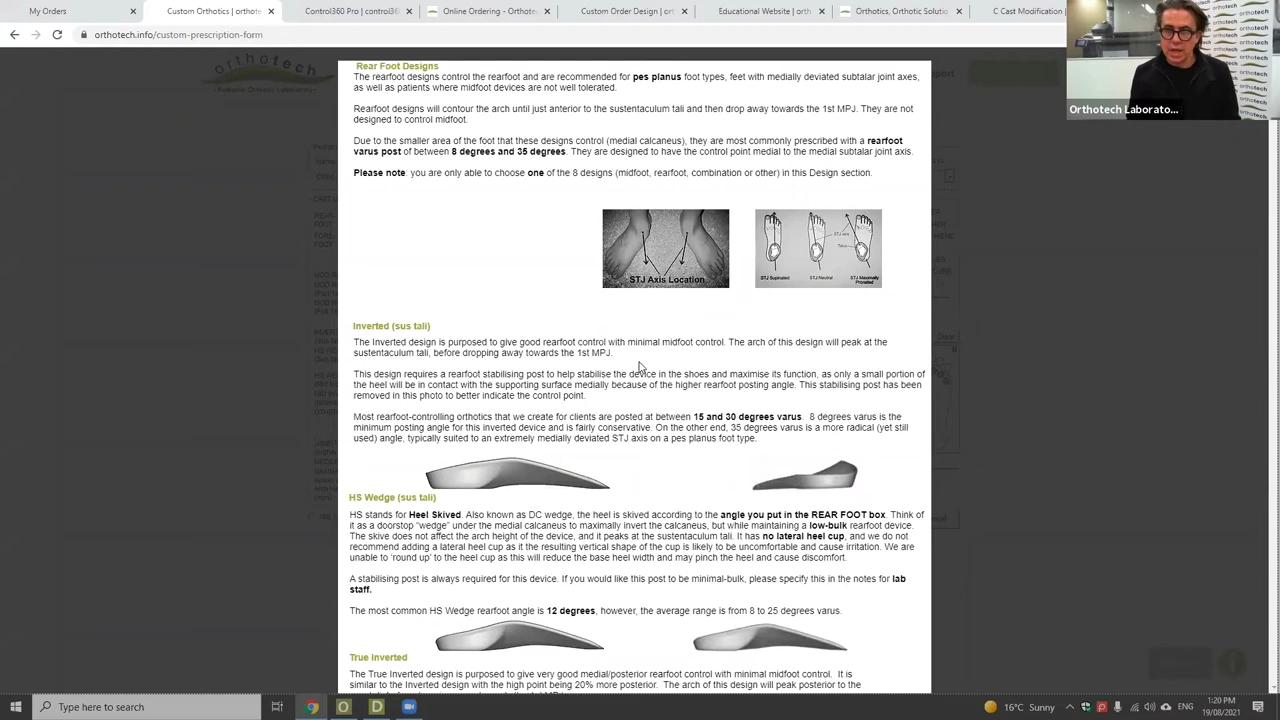 My Orders
Custom Orthotics | orthotec
Control360 Pro | control36
Online Ordering - Orthote
Custom Order Design | ort
Educational Website | orth
Orthotics, Orthotic Solutio
C Cast Modification
orthotech.info/custom-prescription-form
orthotech
Rear Foot Designs
The rearfoot designs control the rearfoot and are recommended for pes planus foot types, feet with medially deviated subtalar joint axes,
as well as patients where midfoot devices are not well tolerated.
Rearfoot designs will contour the arch until just anterior to the sustentaculum tali and then drop away towards the 1st MPJ. They are not
designed to control midfoot.
Due to the smaller area of the foot that these designs control (medial calcaneus), they are most commonly prescribed with a rearfoot
varus post of between 8 degrees and 35 degrees. They are designed to have the control point medial to the medial subtalar joint axis.
Please note: you are only able to choose one of the 8 designs (midfoot, rearfoot, combination or other) in this Design section.
STJ Axis Location
STJ axis
STJ Supinated
STJ Neutral
STJ Maximally
Pronated
Inverted (sus tali)
The Inverted design is purposed to give good rearfoot control with minimal midfoot control. The arch of this design will peak at the
sustentaculum tali, before dropping away towards the 1st MPJ.
This design requires a rearfoot stabilising post to help stabilise the device in the shoes and maximise its function, as only a small portion of
the heel will be in contact with the supporting surface medially because of the higher rearfoot posting angle. This stabilising post has been
removed in this photo to better indicate the control point.
Most rearfoot-controlling orthotics that we create for clients are posted at between 15 and 30 degrees varus. 8 degrees varus is the
minimum posting angle for this inverted device and is fairly conservative. On the other end, 35 degrees varus is a more radical (yet still
used) angle, typically suited to an extremely medially deviated STJ axis on a pes planus foot type.
HS Wedge (sus tali)
HS stands for Heel Skived. Also known as DC wedge, the heel is skived according to the angle you put in the REAR FOOT box. Think of
it as a doorstop “wedge” under the medial calcaneus to maximally invert the calcaneus, but while maintaining a low-bulk rearfoot device.
The skive does not affect the arch height of the device, and it peaks at the sustentaculum tali. It has no lateral heel cup, and we do not
recommend adding a lateral heel cup as it the resulting vertical shape of the cup is likely to be uncomfortable and cause irritation. We are
unable to ‘round up’ to the heel cup as this will reduce the base heel width and may pinch the heel and cause discomfort.
A stabilising post is always required for this device. If you would like this post to be minimal-bulk, please specify this in the notes for lab
staff.
The most common HS Wedge rearfoot angle is 12 degrees, however, the average range is from 8 to 25 degrees varus.
True Inverted
The True Inverted design is purposed to give very good medial/posterior rearfoot control with minimal midfoot control. It is
similar to the Inverted design with the high point being 20% more posterior. The arch of this design will peak posterior to the
Orthotech Laborato...
Type here to search
16°C Sunny
ENG
1:20 PM
19/08/2021